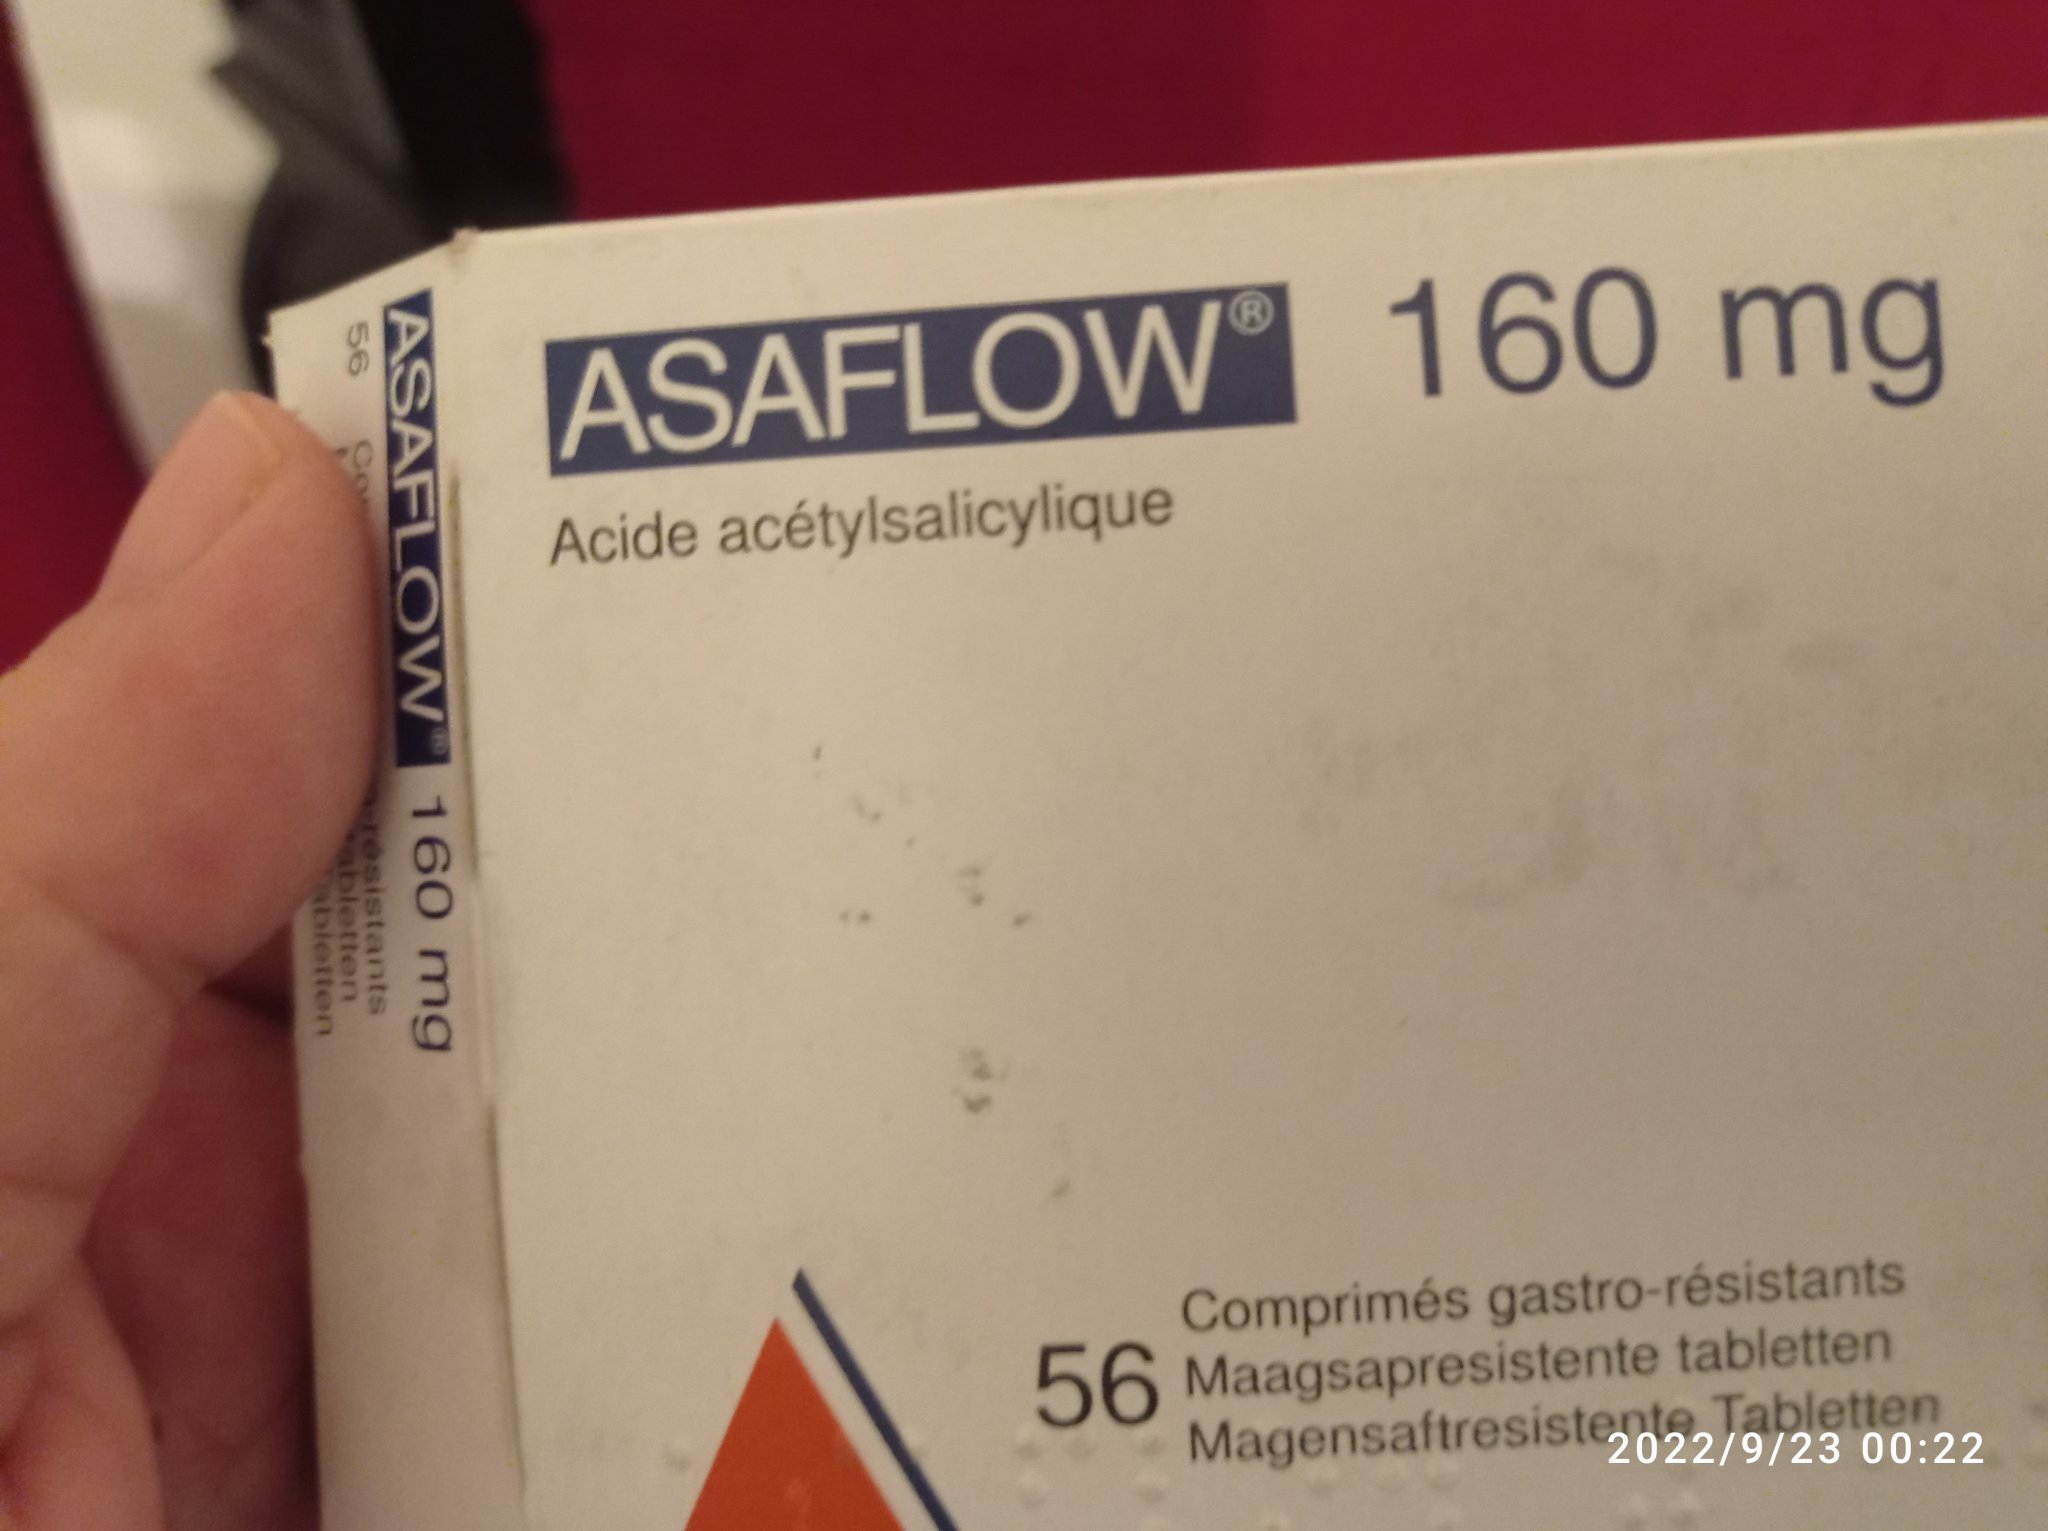 ASAFLOW® 160 mg
Acide acétylsalicylique
56
Comprimés gastro-résistants
Maagsapresistente tabletten
Magensaftresistente Tabletten
ASAFLOW® 160 mg
56
2022/9/23 00:22